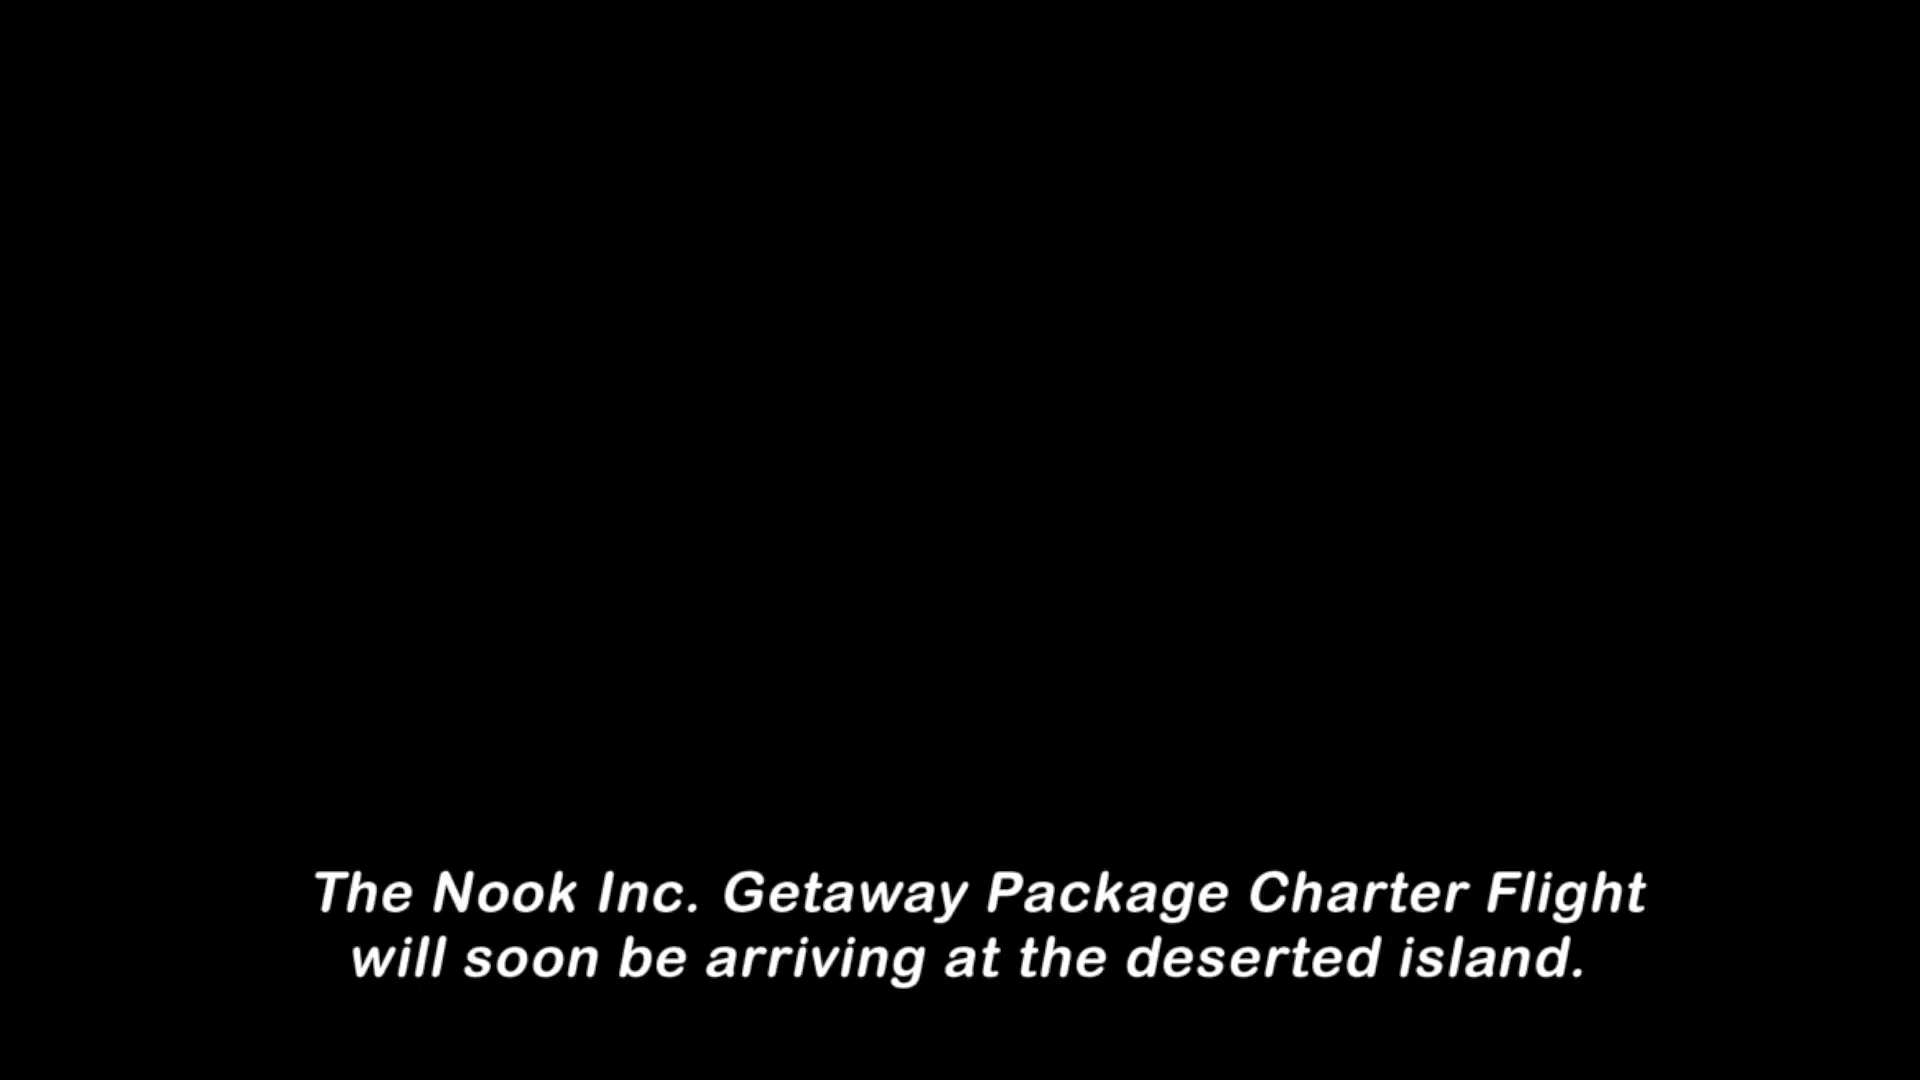 The Nook Inc. Getaway Package Charter Flight
will soon be arriving at the deserted island.